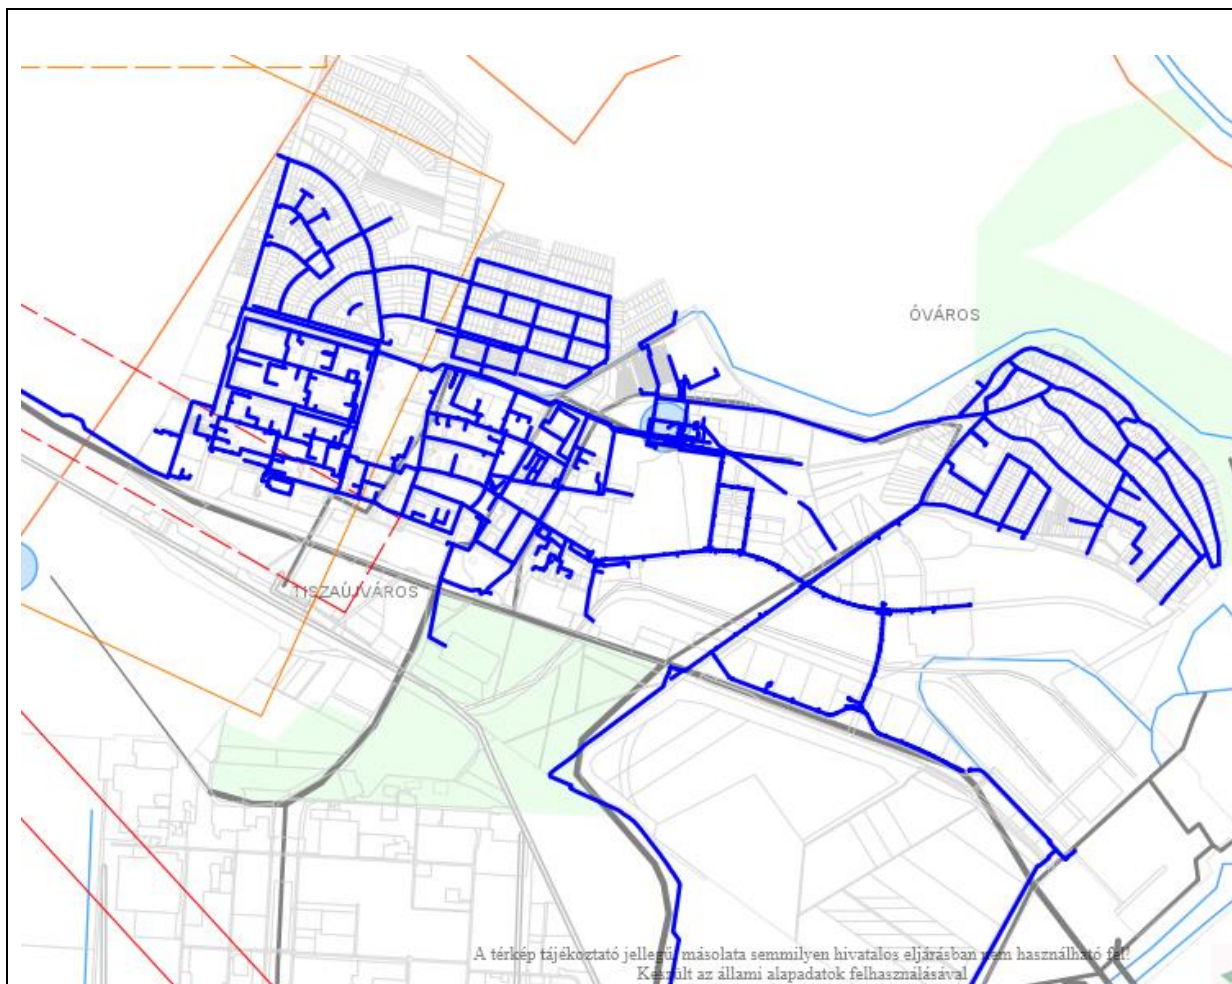 ÓVÁROS
TISZAÚJVÁROS
A térkép tájékoztató jellegű, másolata semmilyen hivatalos eljárásban nem használható fel!
Készült az állami alapadatok felhasználásával